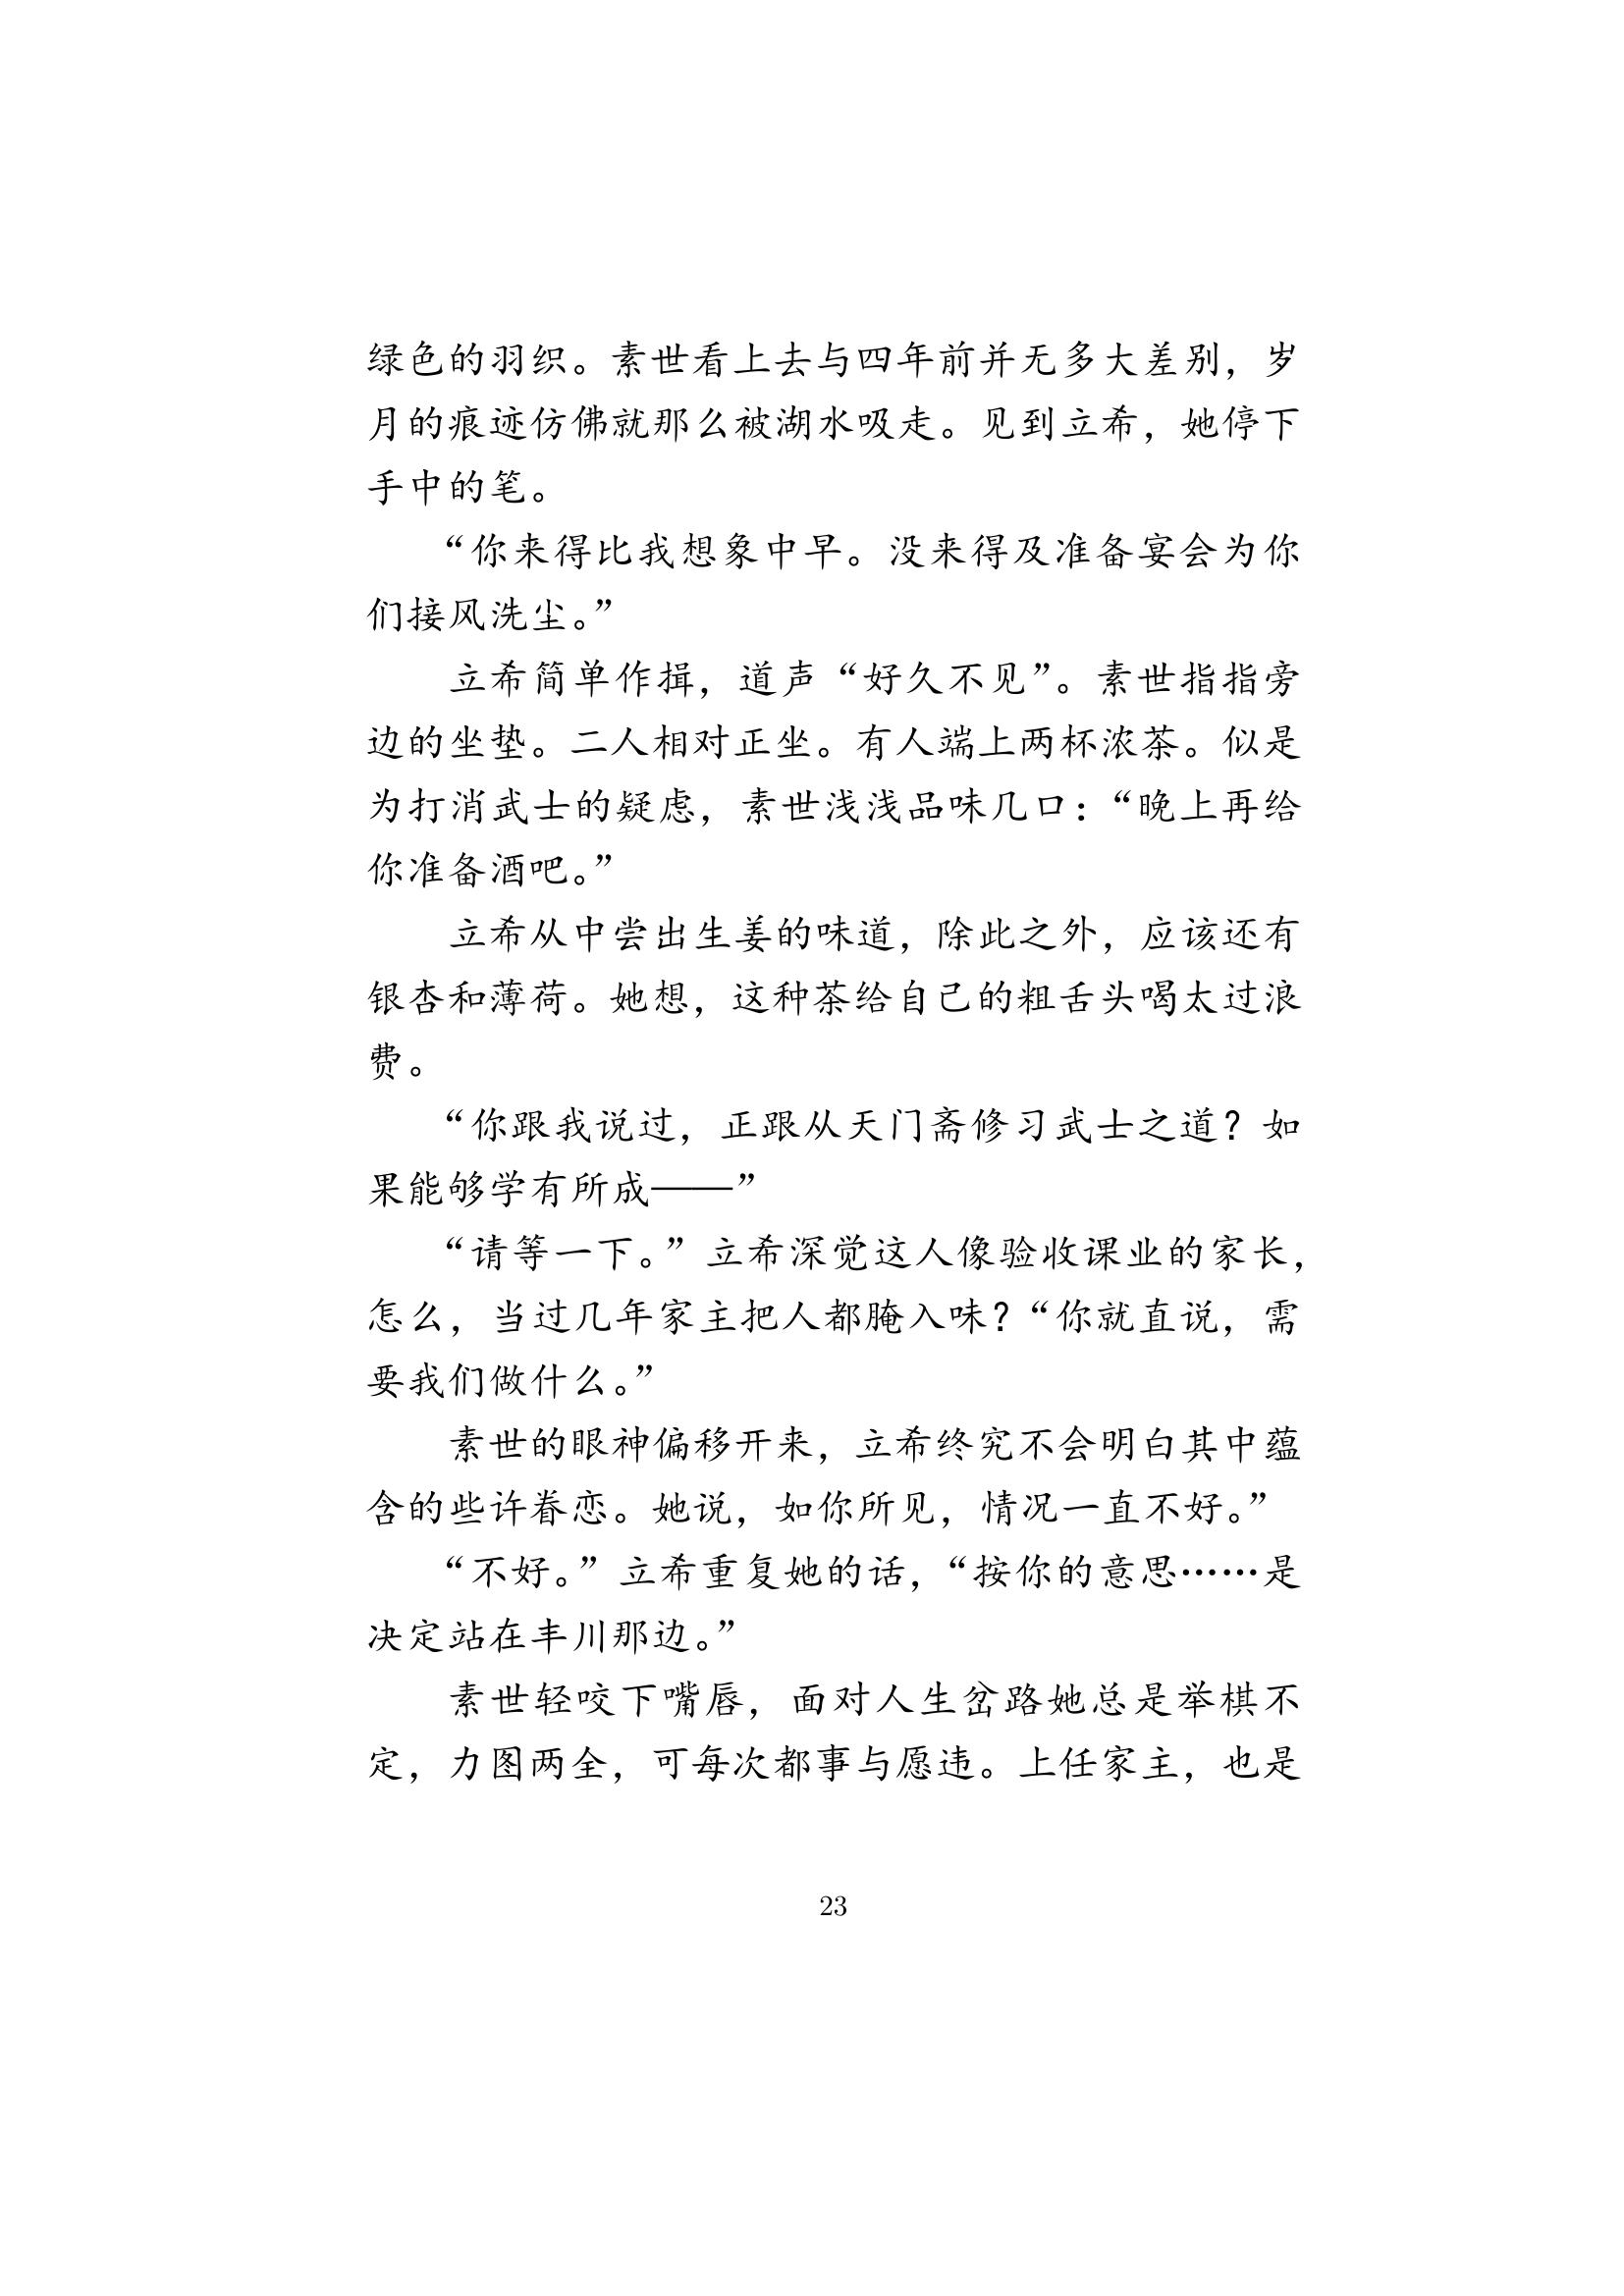 绿色的羽织。素世看上去与四年前并无多大差别，岁
月的痕迹仿佛就那么被湖水吸走。见到立希，她停下
手中的笔。
“你来得比我想象中早。没来得及准备宴会为你
们接风洗尘。”
立希简单作揖，道声“好久不见”。素世指指旁
边的坐垫。二人相对正坐。有人端上两杯浓茶。似是
为打消武士的疑虑，素世浅浅品味几口：“晚上再给
你准备酒吧。”
立希从中尝出生姜的味道，除此之外，应该还有
银杏和薄荷。她想，这种茶给自己的粗舌头喝太过浪
费。
“你跟我说过，正跟从天门斋修习武士之道？如
果能够学有所成——”
“请等一下。”立希深觉这人像验收课业的家长，
怎么，当过几年家主把人都腌入味？“你就直说，需
要我们做什么。”
素世的眼神偏移开来，立希终究不会明白其中蕴
含的些许眷恋。她说，如你所见，情况一直不好。”
“不好。”立希重复她的话，“按你的意思……是
决定站在丰川那边。”
素世轻咬下嘴唇，面对人生岔路她总是举棋不
定，力图两全，可每次都事与愿违。上任家主，也是
23